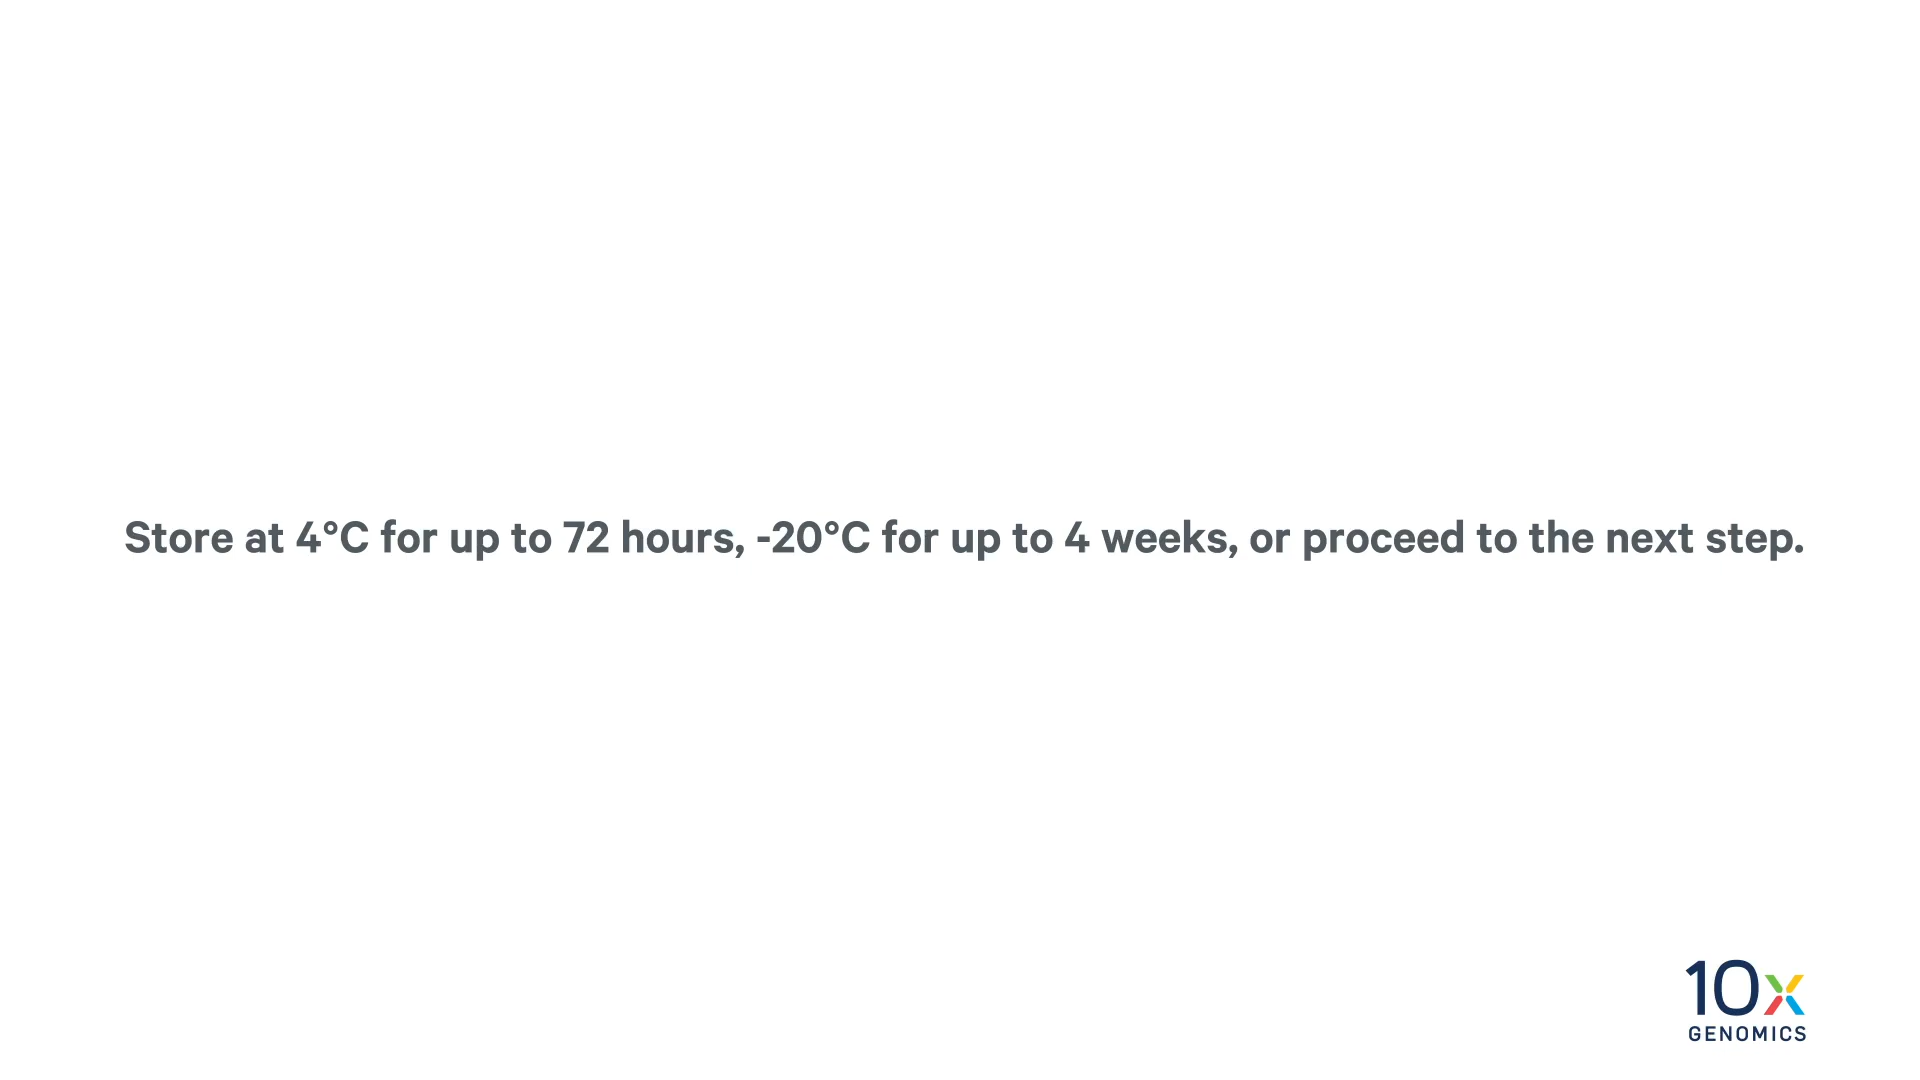 Store at 4°C for up to 72 hours, -20°C for up to 4 weeks, or proceed to the next step.
10x
GENOMICS